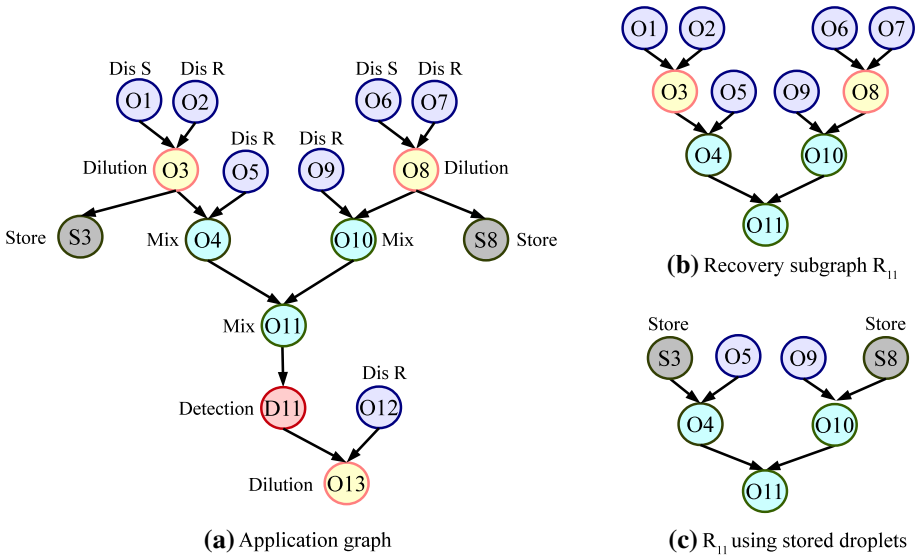 Dis S Dis R
O1 O2
Dis S Dis R
O6 O7
Dis R
Dis R
Dilution O3 O5
O9 O8 Dilution
Store S3 Mix O4
O10 Mix S8 Store
Mix O11
Dis R
Detection D11 O12
Dilution O13
(a) Application graph
O1 O2 O6 O7
O3 O5 O9 O8
O4 O10
O11
(b) Recovery subgraph R11
Store Store
S3 O5 O9 S8
O4 O10
O11
(c) R11 using stored droplets